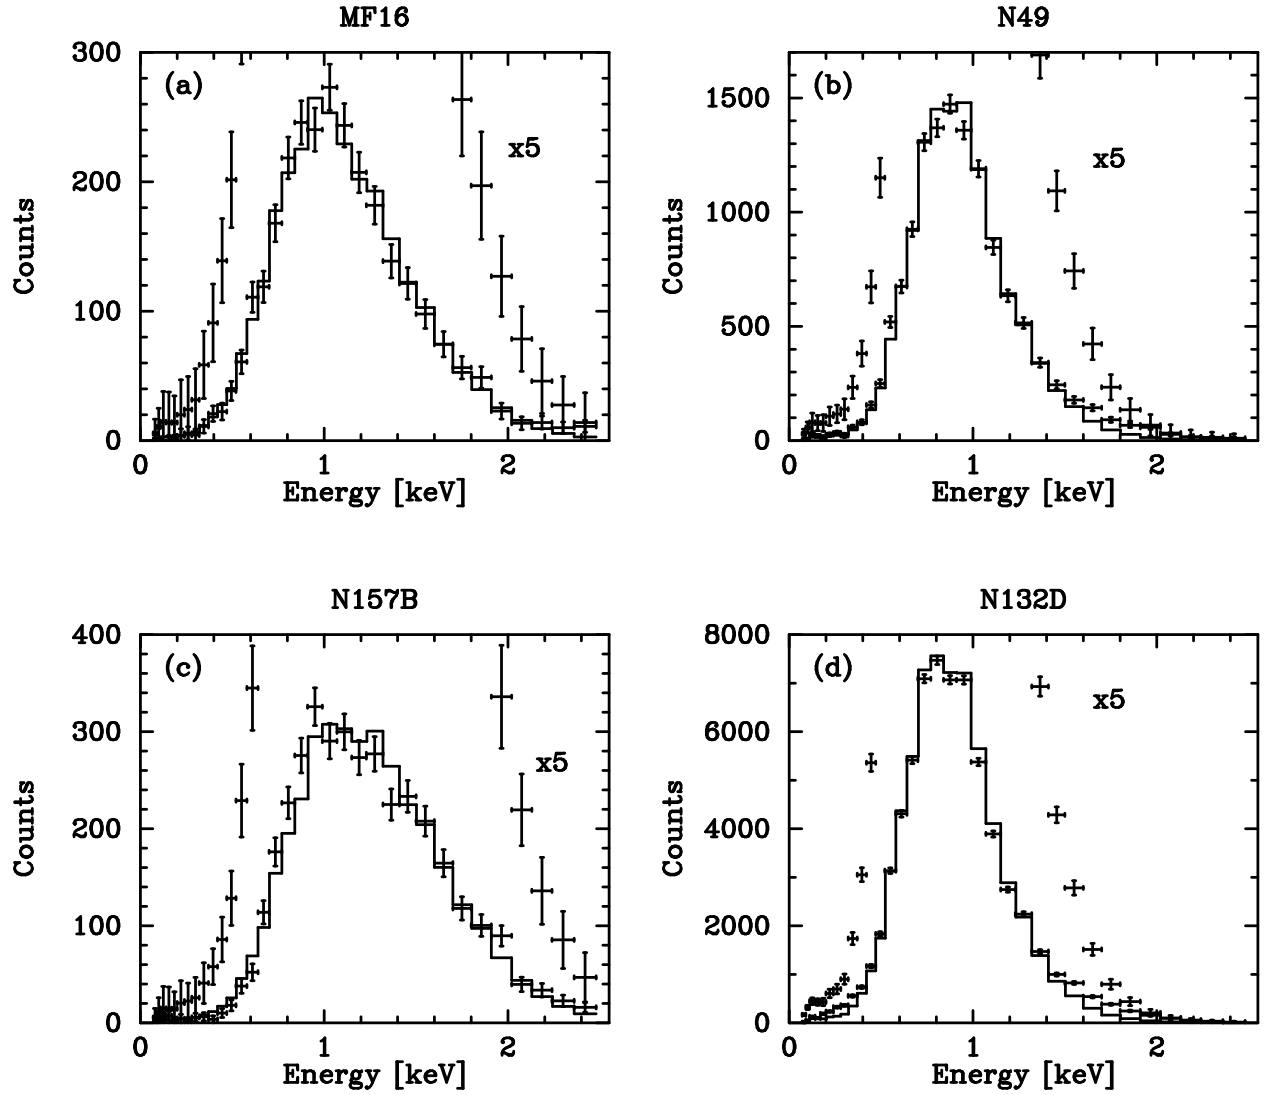 MF16
300
(a)
x5
200
Counts
100
0
0
1
2
Energy [keV]
N49
1500
(b)
x5
1000
Counts
500
0
0
1
2
Energy [keV]
N157B
400
(c)
300
x5
Counts
200
100
0
0
1
2
Energy [keV]
N132D
8000
(d)
x5
6000
Counts
4000
2000
0
0
1
2
Energy [keV]